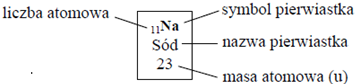 liczba atomowa
symbol pierwiastka
₁₁Na
Sód
nazwa pierwiastka
23
masa atomowa (u)